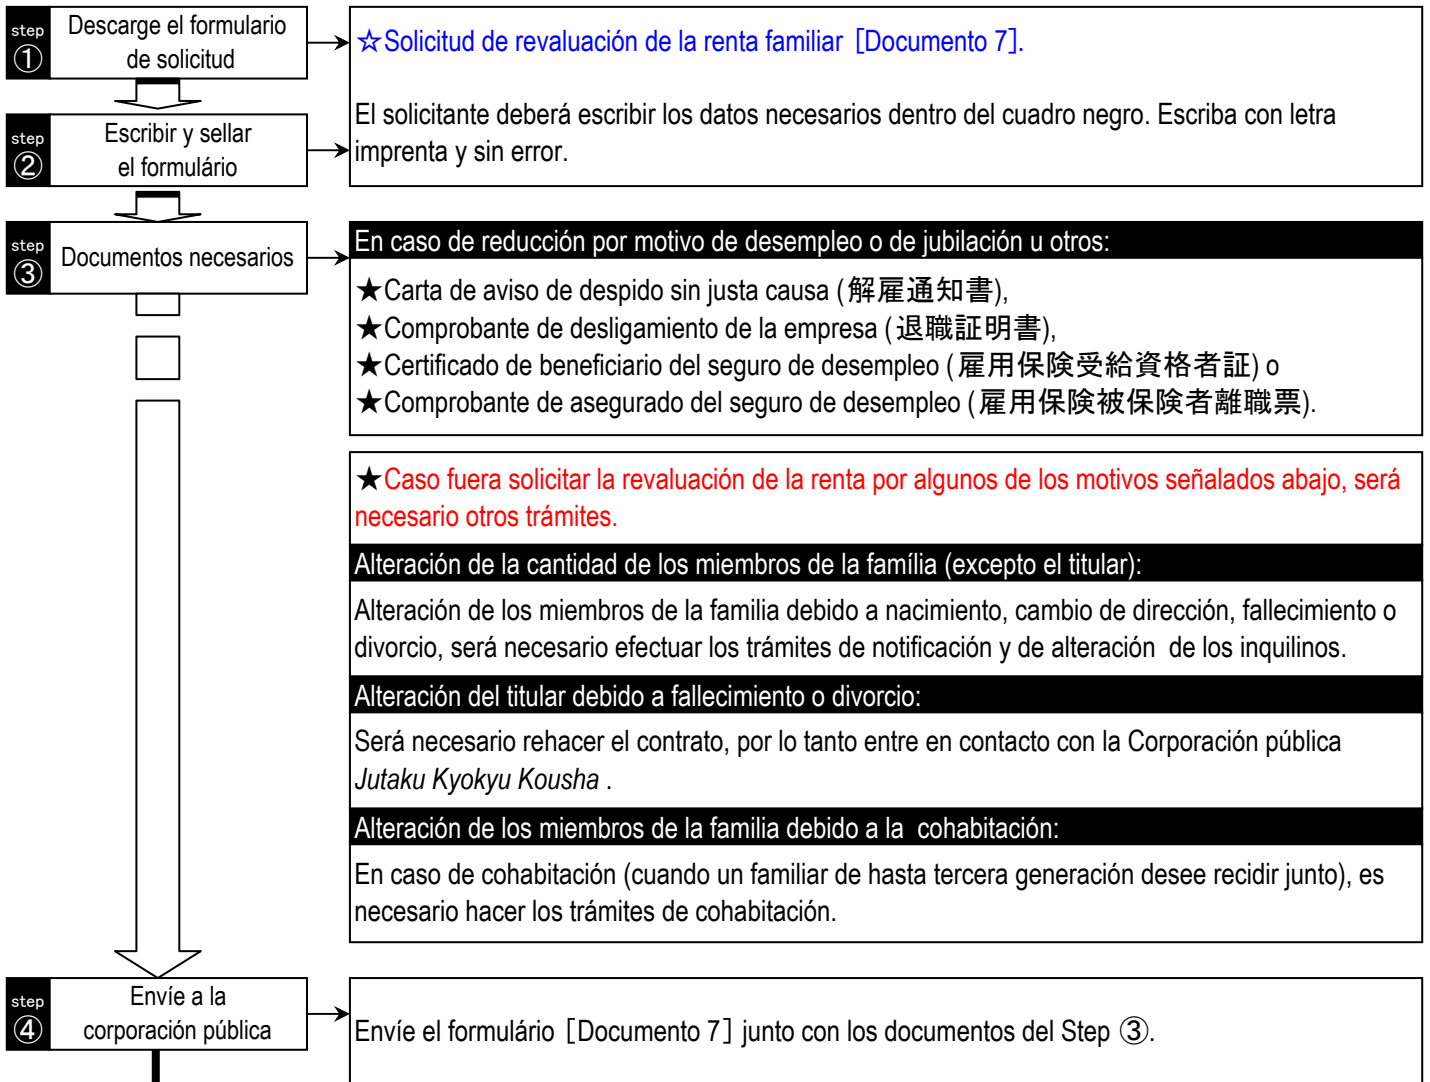 step
①
Descarge el formulario
de solicitud
☆Solicitud de revaluación de la renta familiar［Documento 7］.
step
②
Escribir y sellar
el formulário
El solicitante deberá escribir los datos necesarios dentro del cuadro negro. Escriba con letra
imprenta y sin error.
step
③
Documentos necesarios
En caso de reducción por motivo de desempleo o de jubilación u otros:
★Carta de aviso de despido sin justa causa (解雇通知書),
★Comprobante de desligamiento de la empresa (退職証明書),
★Certificado de beneficiario del seguro de desempleo (雇用保険受給資格者証) o
★Comprobante de asegurado del seguro de desempleo (雇用保険被保険者離職票).
★Caso fuera solicitar la revaluación de la renta por algunos de los motivos señalados abajo, será
necesario otros trámites.
Alteración de la cantidad de los miembros de la família (excepto el titular):
Alteración de los miembros de la familia debido a nacimiento, cambio de dirección, fallecimiento o
divorcio, será necesario efectuar los trámites de notificación y de alteración de los inquilinos.
Alteración del titular debido a fallecimiento o divorcio:
Será necesario rehacer el contrato, por lo tanto entre en contacto con la Corporación pública
Jutaku Kyokyu Kousha .
Alteración de los miembros de la familia debido a la cohabitación:
En caso de cohabitación (cuando un familiar de hasta tercera generación desee recidir junto), es
necesario hacer los trámites de cohabitación.
step
④
Envíe a la
corporación pública
Envíe el formulário［Documento 7］junto con los documentos del Step ③.